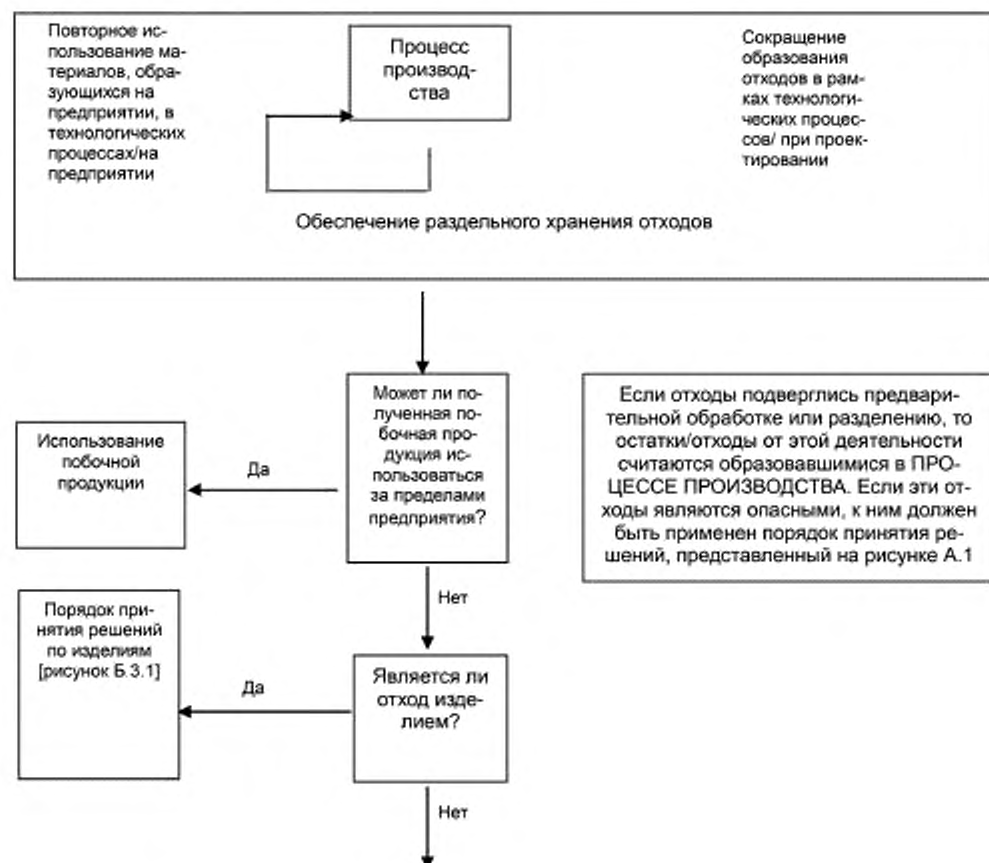 Повторное ис-
пользование ма-
териалов, обра-
зующихся на
предприятии, в
технологических
процессах/на
предприятии
Процесс
производ-
ства
Сокращение
образования
отходов в рам-
ках технологи-
ческих процес-
сов/ при проек-
тировании
Обеспечение раздельного хранения отходов
Может ли по-
лученная по-
бочная про-
дукция ис-
пользоваться
за пределами
предприятия?
Да
Использование
побочной
продукции
Если отходы подверглись предвари-
тельной обработке или разделению, то
остатки/отходы от этой деятельности
считаются образовавшимися в ПРО-
ЦЕССЕ ПРОИЗВОДСТВА. Если эти от-
ходы являются опасными, к ним должен
быть применен порядок принятия ре-
шений, представленный на рисунке А.1
Нет
Порядок при-
нятия решений
по изделиям
[рисунок Б.3.1]
Да
Является ли
отход изде-
лием?
Нет